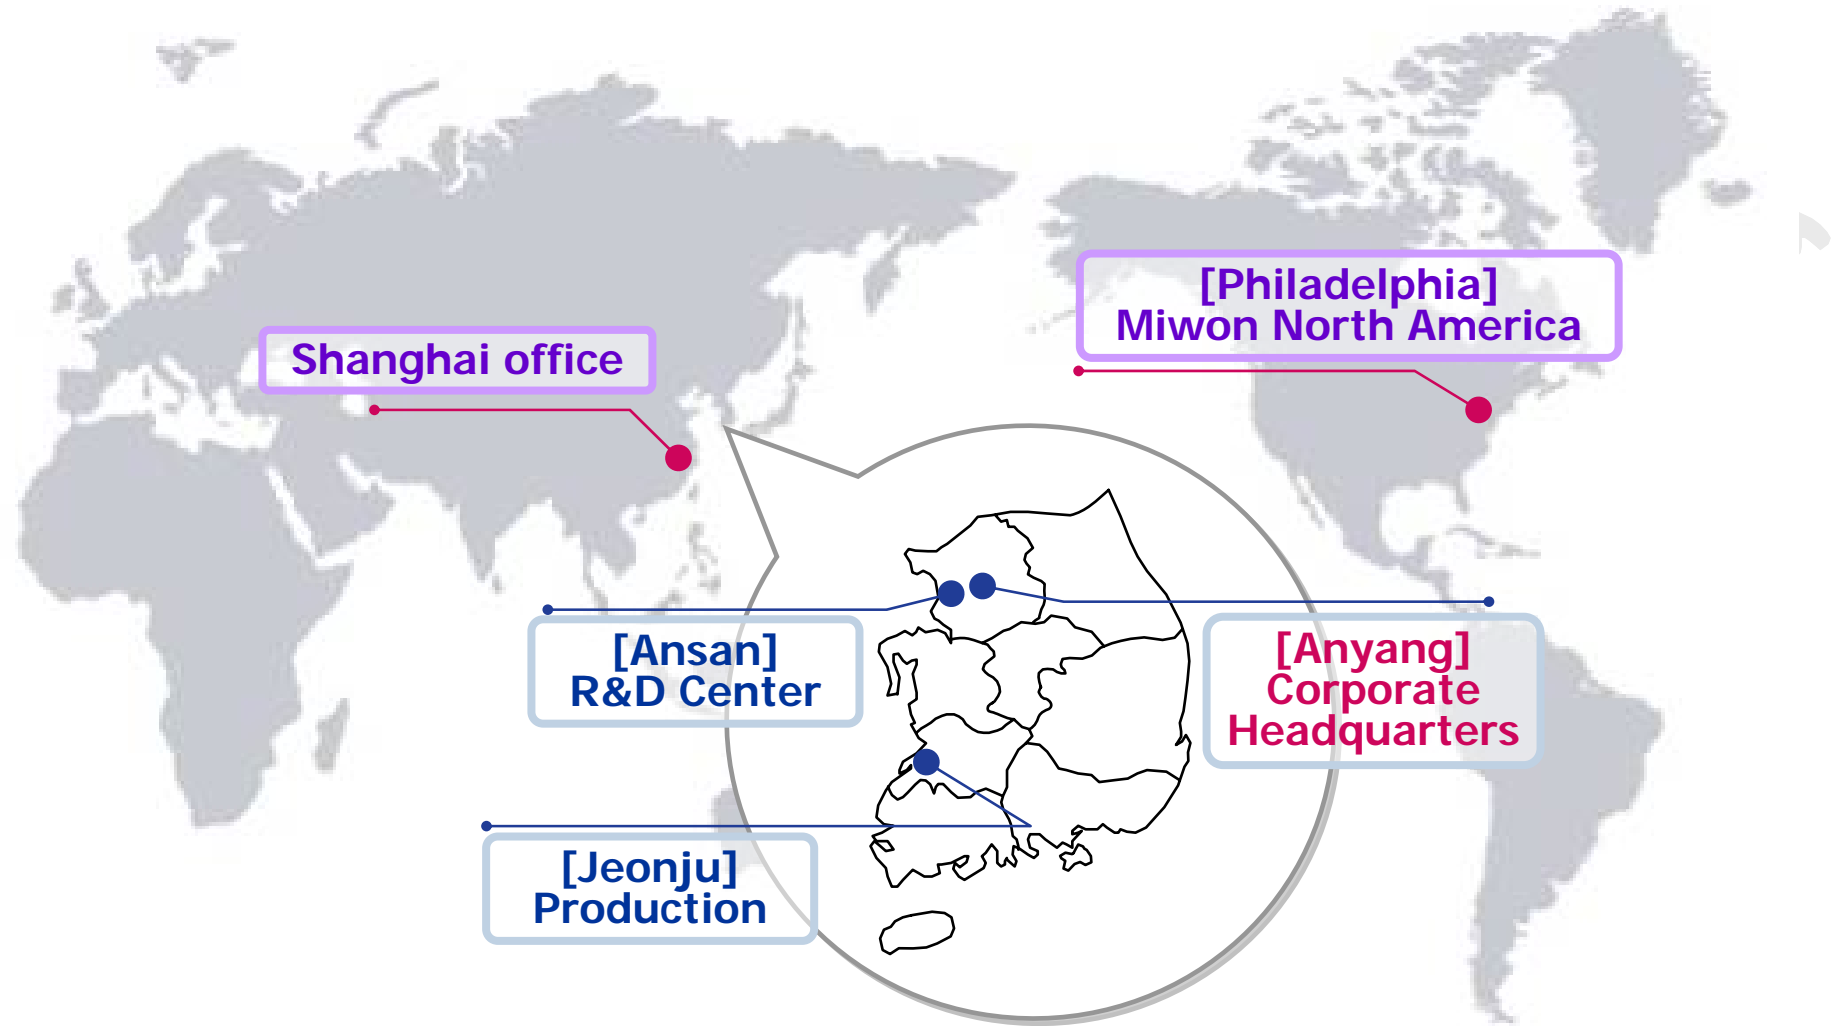 [Philadelphia]
Miwon North America
Shanghai office
[Ansan]
R&D Center
[Anyang]
Corporate
Headquarters
[Jeonju]
Production